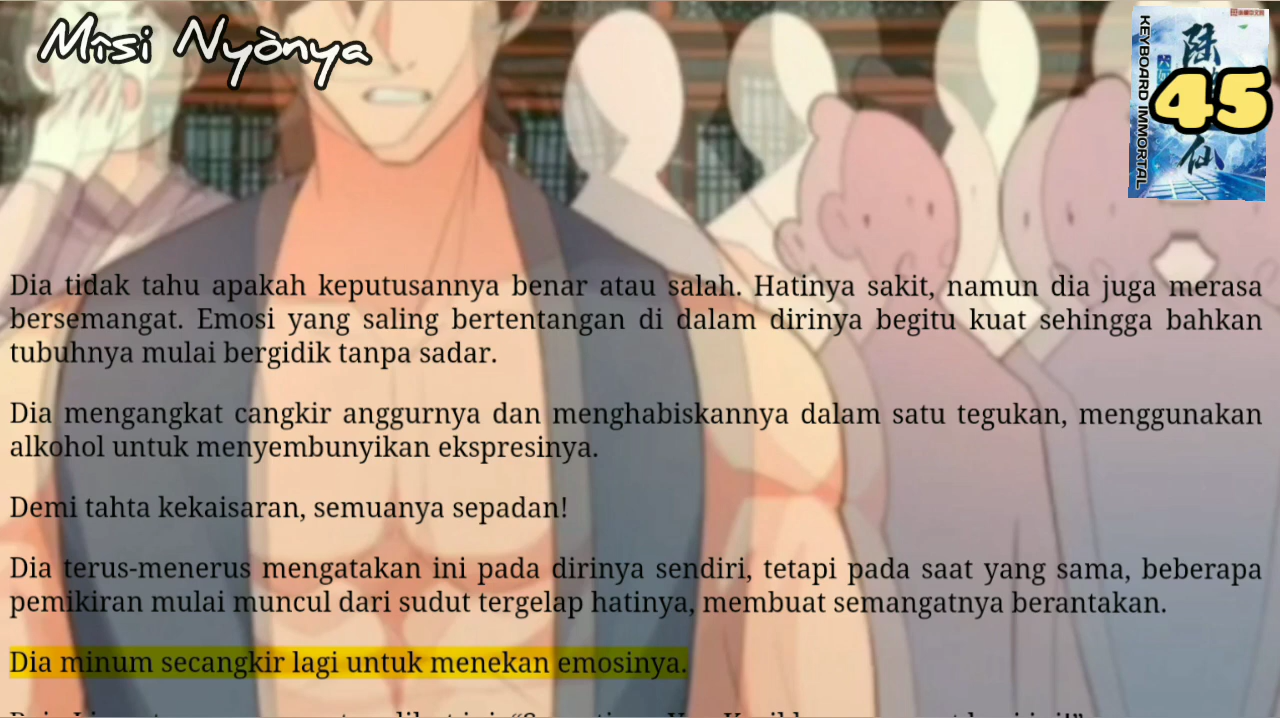 Mîsi Nyònya
KEYBOARD IMMORTAL
45
Dia tidak tahu apakah keputusannya benar atau salah. Hatinya sakit, namun dia juga merasa
bersemangat. Emosi yang saling bertentangan di dalam dirinya begitu kuat sehingga bahkan
tubuhnya mulai bergidik tanpa sadar.
Dia mengangkat cangkir anggurnya dan menghabiskannya dalam satu tegukan, menggunakan
alkohol untuk menyembunyikan ekspresinya.
Demi tahta kekaisaran, semuanya sepadan!
Dia terus-menerus mengatakan ini pada dirinya sendiri, tetapi pada saat yang sama, beberapa
pemikiran mulai muncul dari sudut tergelap hatinya, membuat semangatnya berantakan.
Dia minum secangkir lagi untuk menekan emosinya.